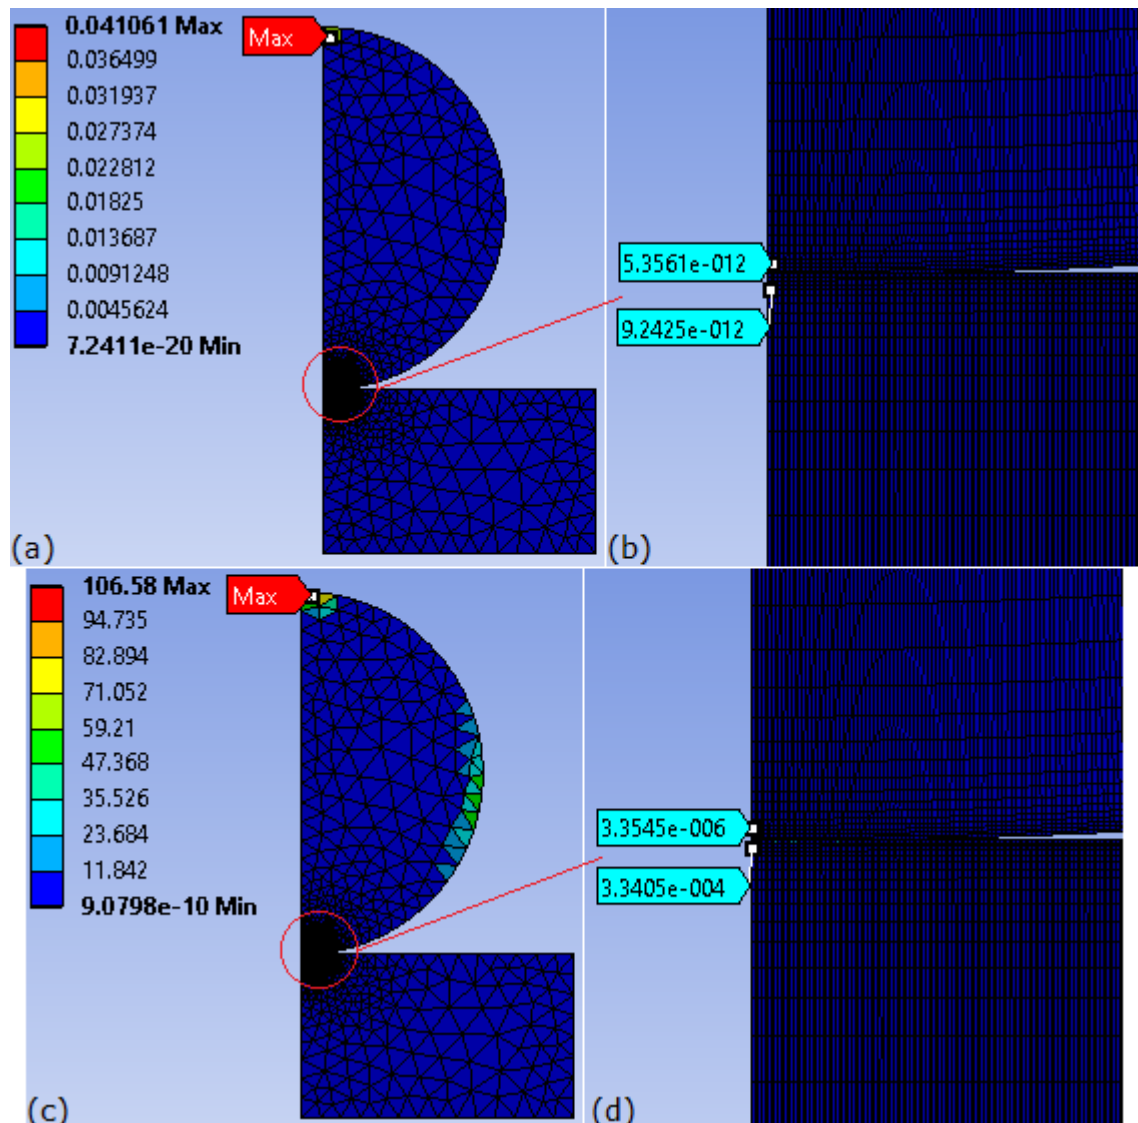 0.041061 Max
0.036499
0.031937
0.027374
0.022812
0.01825
0.013687
0.0091248
0.0045624
7.2411e-20 Min
Max
(a)
5.3561e-012
9.2425e-012
(b)
106.58 Max
94.735
82.894
71.052
59.21
47.368
35.526
23.684
11.842
9.0798e-10 Min
Max
(c)
3.3545e-006
3.3405e-004
(d)